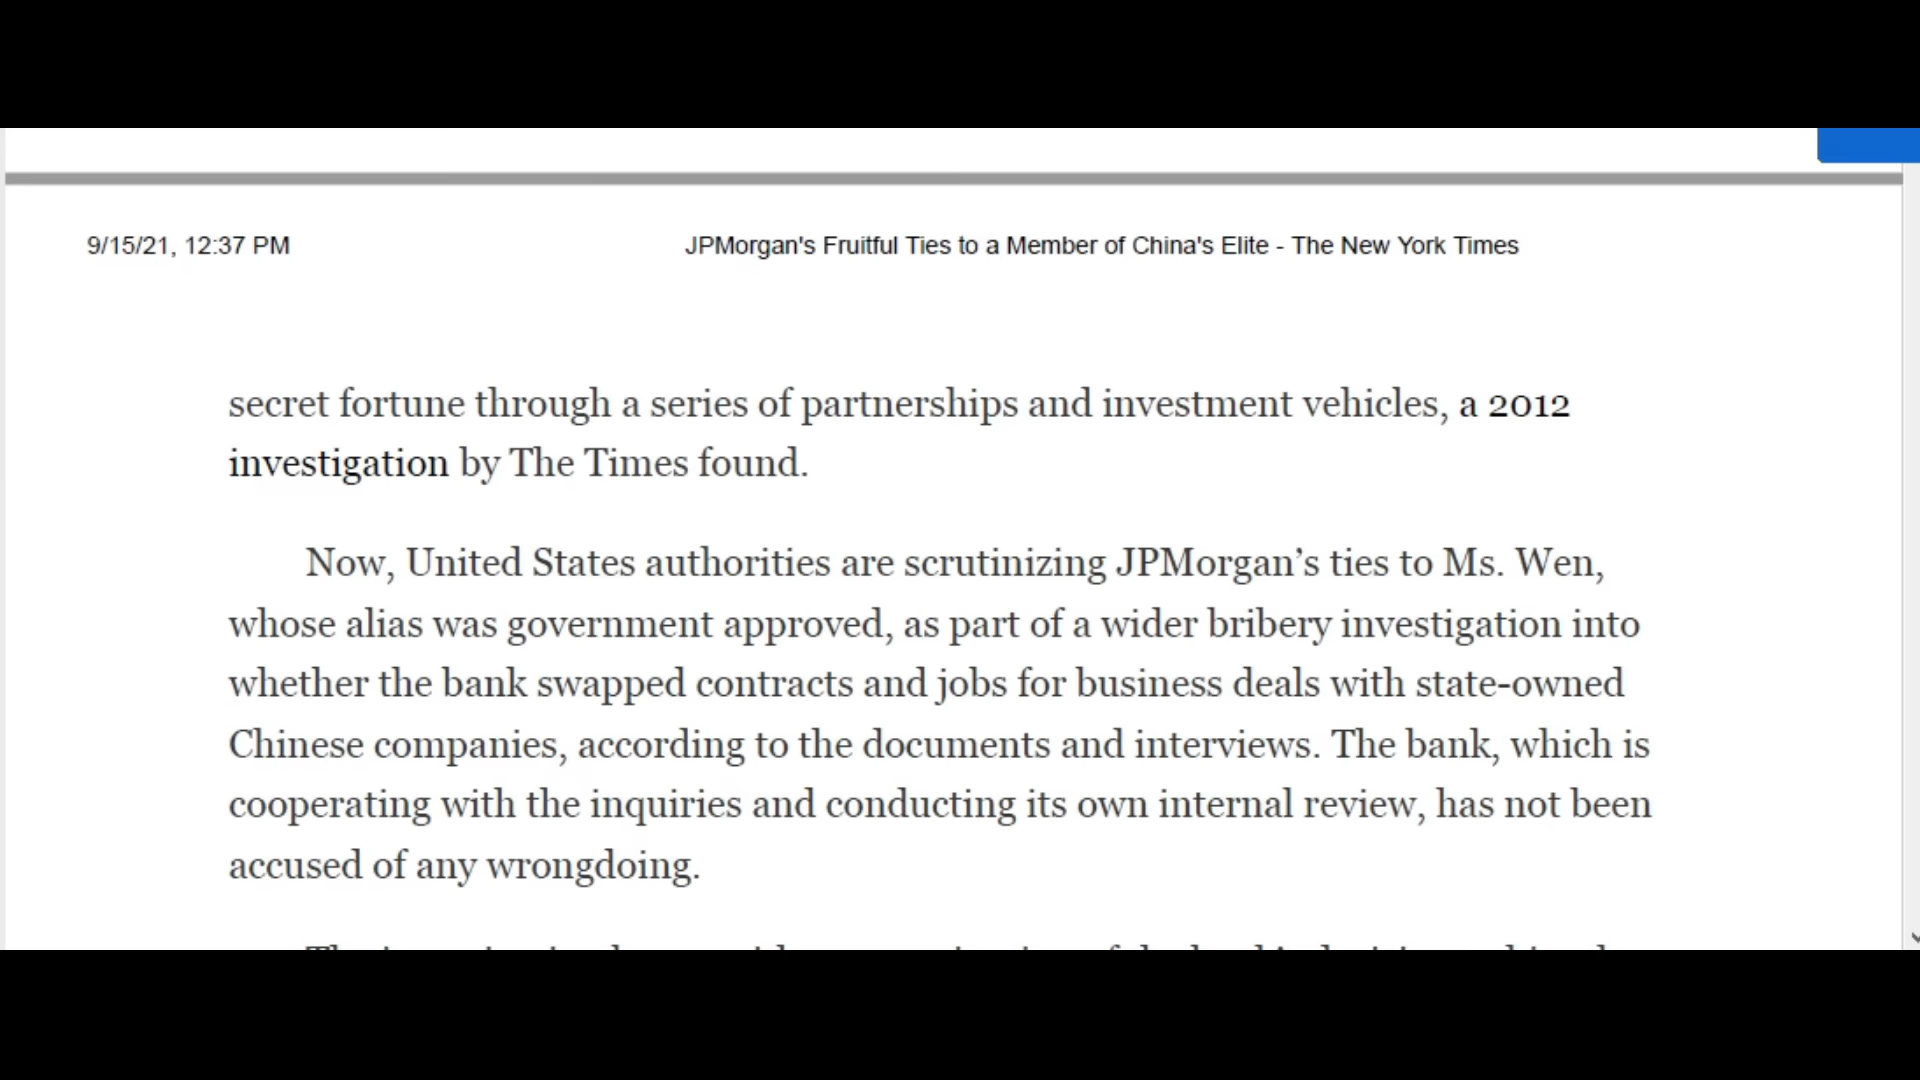 9/15/21, 12:37 PM JPMorgan's Fruitful Ties to a Member of China's Elite - The New York Times
secret fortune through a series of partnerships and investment vehicles, a 2012
investigation by The Times found.
Now, United States authorities are scrutinizing JPMorgan’s ties to Ms. Wen,
whose alias was government approved, as part of a wider bribery investigation into
whether the bank swapped contracts and jobs for business deals with state-owned
Chinese companies, according to the documents and interviews. The bank, which is
cooperating with the inquiries and conducting its own internal review, has not been
accused of any wrongdoing.